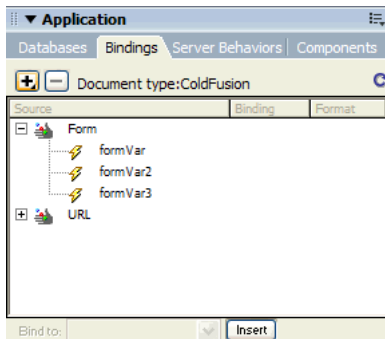 Application
Databases Bindings Server Behaviors Components
Document type:ColdFusion
Source Binding Format
Form
formVar
formVar2
formVar3
URL
Bind to: Insert